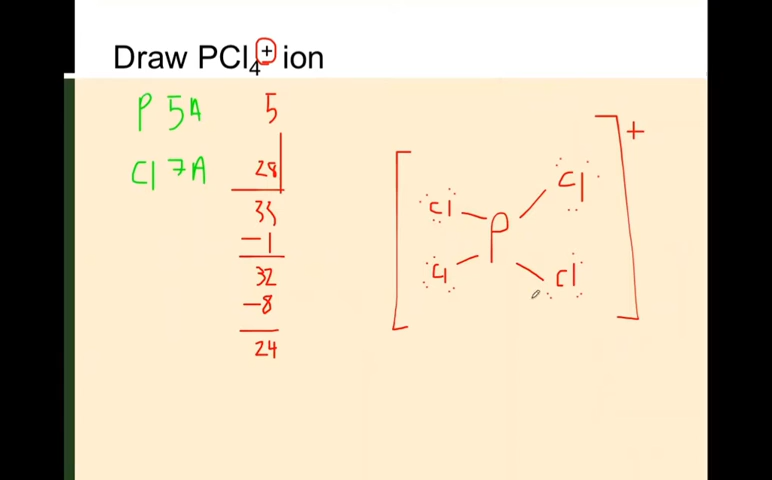 Draw PCl₄⁺ ion
P 5A 5
Cl 7A 28
33
-1
32
-8
24
[ ]+
Cl Cl
P
Cl Cl